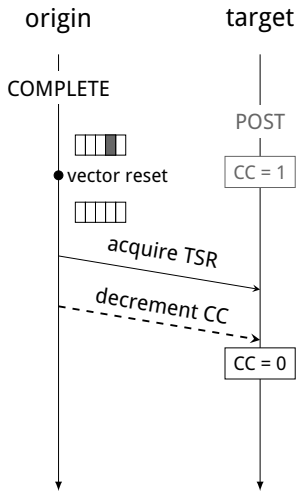 origin
target
COMPLETE
POST
CC = 1
vector reset
acquire TSR
decrement CC
CC = 0